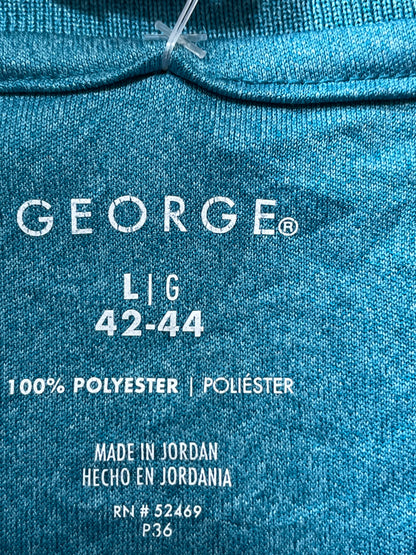 GEORGE®
L|G
42-44
100% POLYESTER | POLIÉSTER
MADE IN JORDAN
HECHO EN JORDANIA
RN # 52469
P36